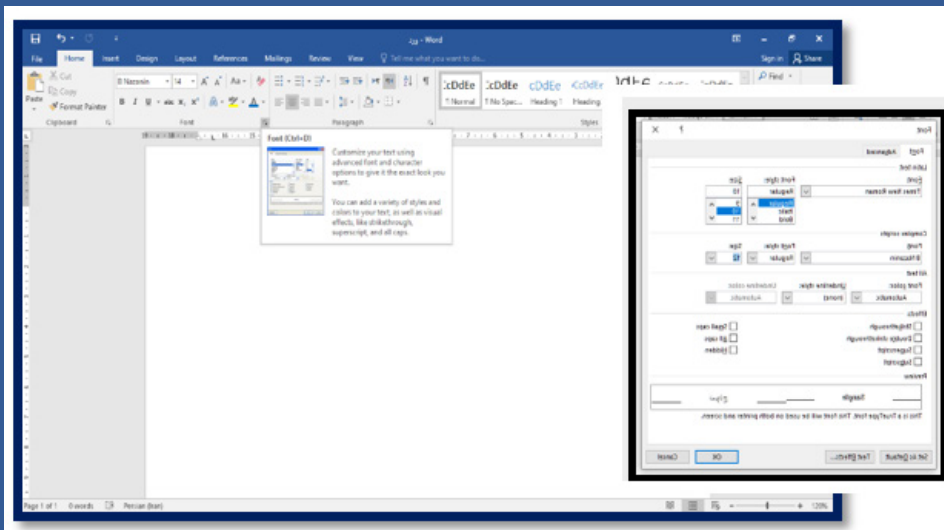 - Word
File Home Insert Design Layout References Mailings Review View Tell me what you want to do... Sign in Share
Cut
Copy
Format Painter
Paste
B Nazanin 14
Find
Normal No Spac... Heading 1 Heading
Clipboard Font Paragraph Styles
Font (Ctrl+D)
Customize your text using
advanced font and character
options to give it the exact look you
want.
You can add a variety of styles and
colors to your text, as well as visual
effects, like strikethrough,
superscript, and all caps.
Page 1 of 1 0 words Persian (Iran) 120%
Font
Font Advanced
Latin text
Font: Font style: Size:
Times New Roman Regular 10
Regular 9
Italic 10
Bold 11
Complex scripts
Font: Font style: Size:
B Nazanin Regular
All text
Font color: Underline style: Underline color:
Automatic (none) Automatic
Effects
Strikethrough Small caps
Double strikethrough All caps
Superscript Hidden
Subscript
Preview
Sample
This is a TrueType font. This font will be used on both printer and screen.
Set As Default Text Effects... OK Cancel